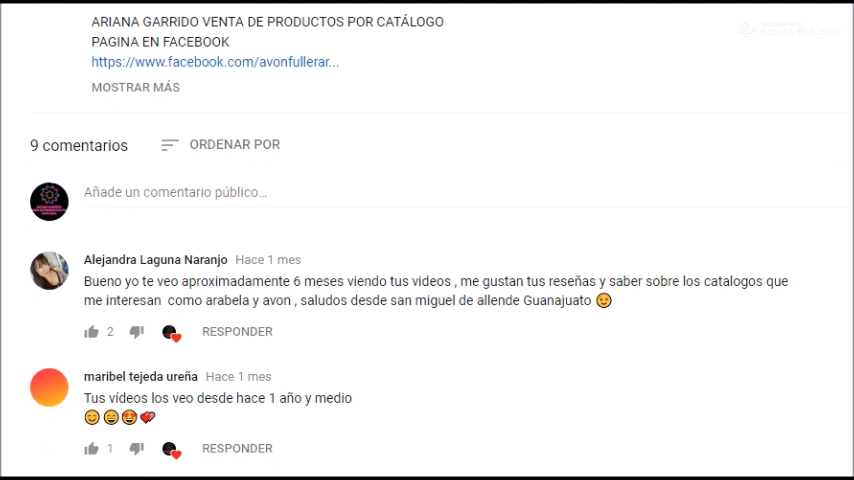 ARIANA GARRIDO VENTA DE PRODUCTOS POR CATÁLOGO
PAGINA EN FACEBOOK
https://www.facebook.com/avonfullerar...
MOSTRAR MÁS
9 comentarios ORDENAR POR
Añade un comentario público...
Alejandra Laguna Naranjo Hace 1 mes
Bueno yo te veo aproximadamente 6 meses viendo tus videos , me gustan tus reseñas y saber sobre los catalogos que
me interesan como arabela y avon , saludos desde san miguel de allende Guanajuato 😉
2 RESPONDER
maribel tejeda ureña Hace 1 mes
Tus vídeos los veo desde hace 1 año y medio
😊😄😍💕
1 RESPONDER